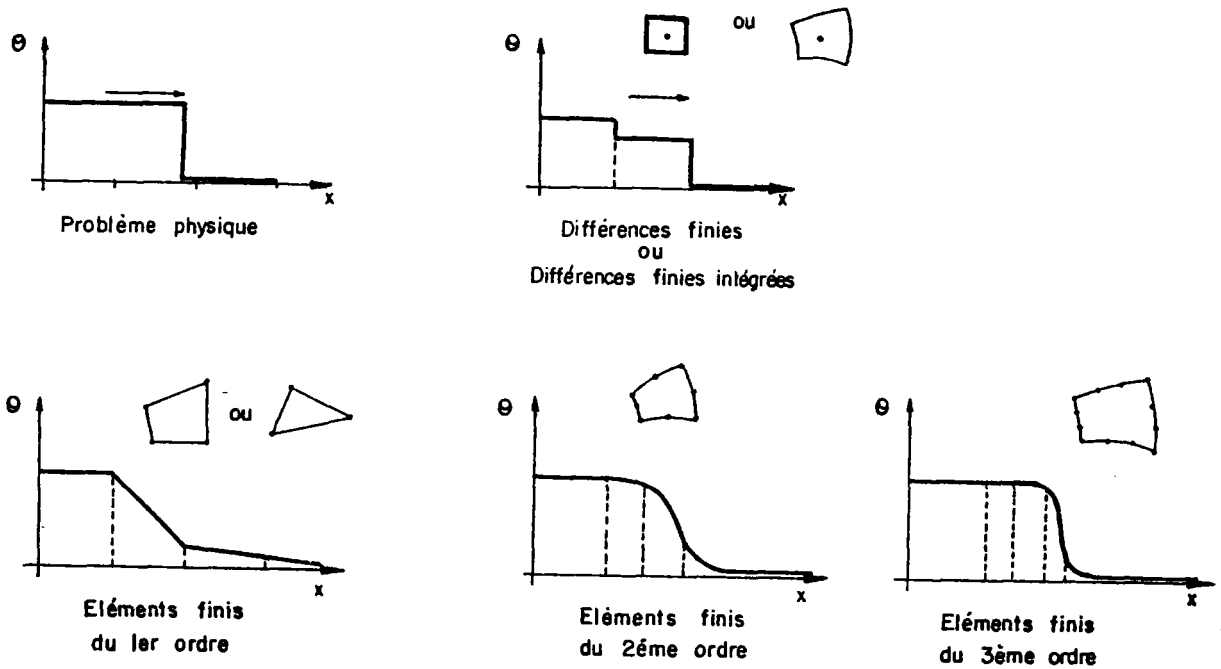 ou
Θ
Θ
x
Problème physique
x
Différences finies
ou
Différences finies intégrées
Θ
ou
x
Eléments finis
du 1er ordre
Θ
x
Eléments finis
du 2éme ordre
Θ
x
Eléments finis
du 3ème ordre